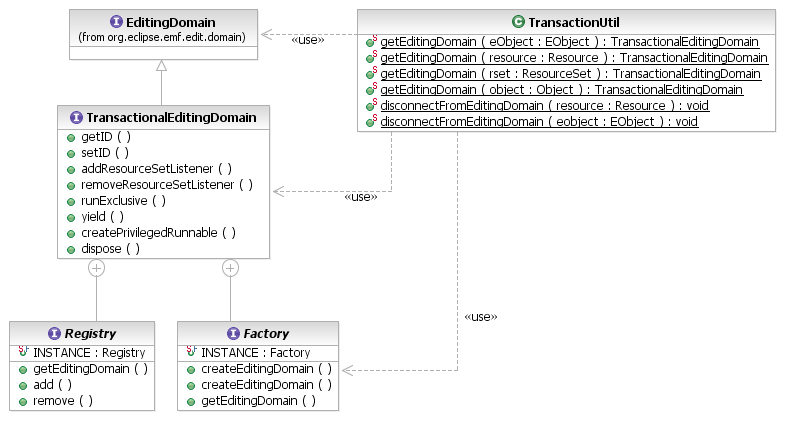 EditingDomain
(from org.eclipse.emf.edit.domain)
«use»
TransactionUtil
getEditingDomain ( eObject : EObject ) : TransactionalEditingDomain
getEditingDomain ( resource : Resource ) : TransactionalEditingDomain
getEditingDomain ( rset : ResourceSet ) : TransactionalEditingDomain
getEditingDomain ( object : Object ) : TransactionalEditingDomain
disconnectFromEditingDomain ( resource : Resource ) : void
disconnectFromEditingDomain ( eobject : EObject ) : void
TransactionalEditingDomain
getID ( )
setID ( )
addResourceSetListener ( )
removeResourceSetListener ( )
runExclusive ( )
yield ( )
createPrivilegedRunnable ( )
dispose ( )
«use»
«use»
Registry
INSTANCE : Registry
getEditingDomain ( )
add ( )
remove ( )
Factory
INSTANCE : Factory
createEditingDomain ( )
createEditingDomain ( )
getEditingDomain ( )